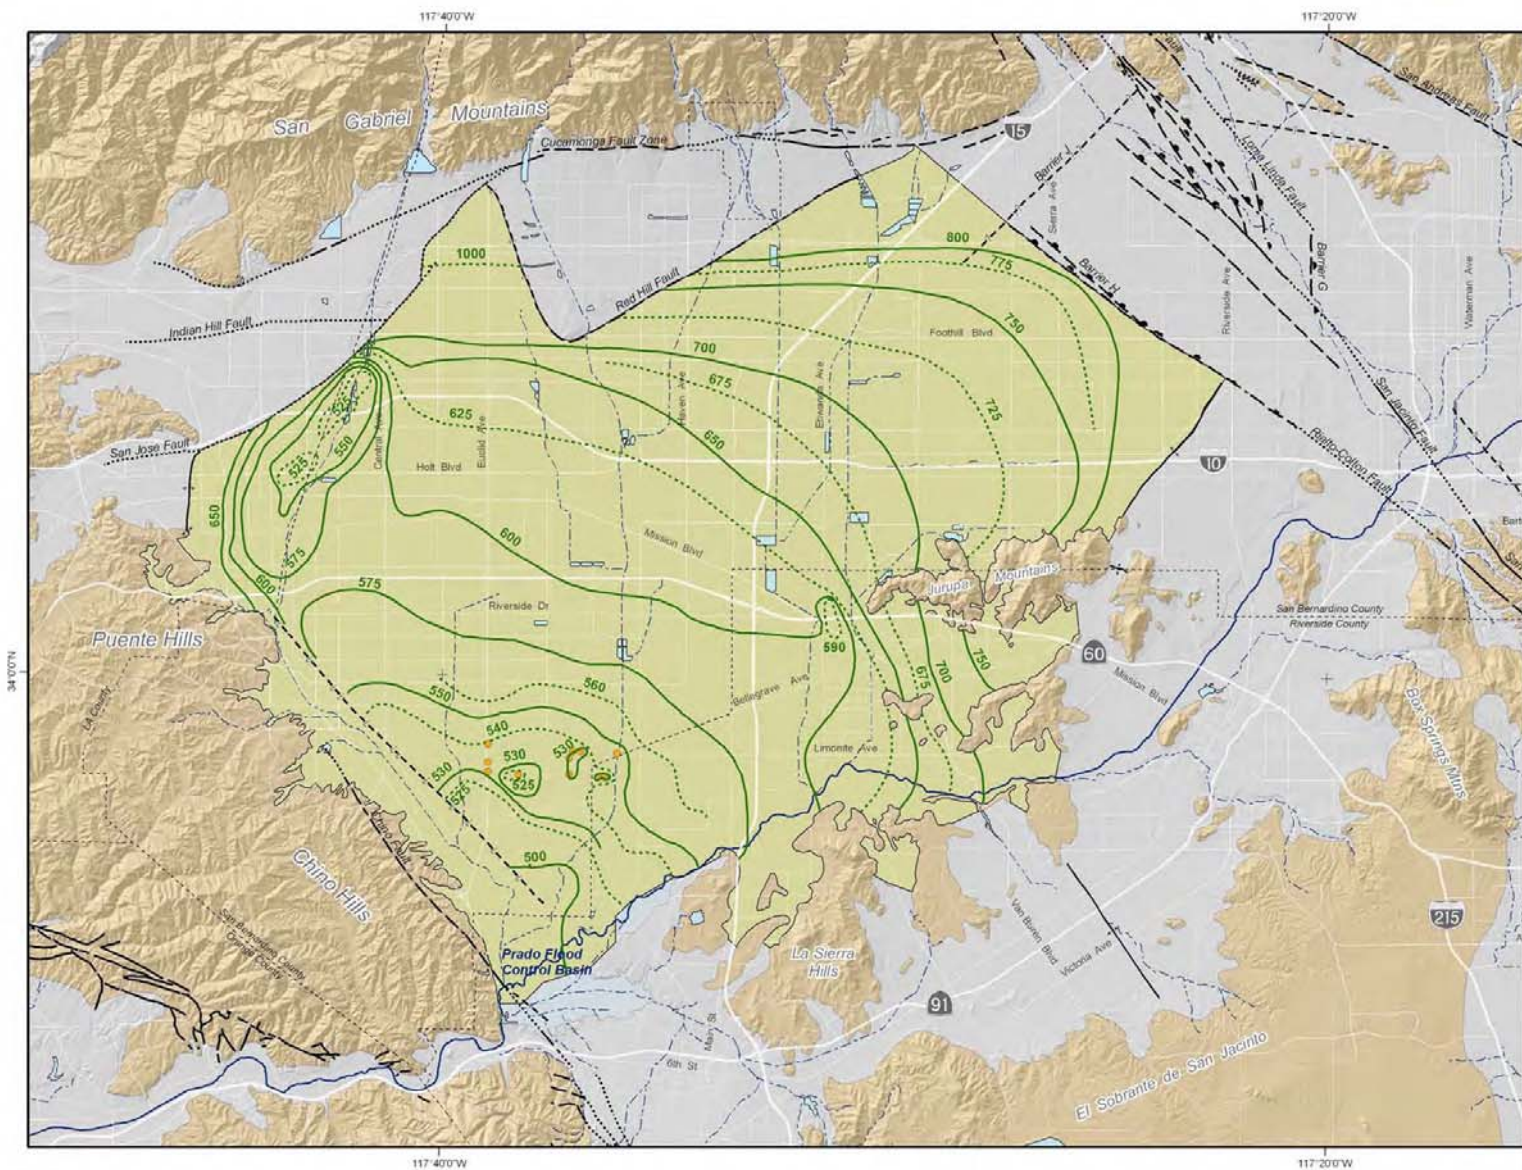 117°40'0"W
117°20'0"W
San Gabriel Mountains
Cucamonga Fault Zone
15
San Andreas Fault
Fault
Loma Linda Fault
Barrier J
Sierra Ave
Barrier G
Waterman Ave
Riverside Ave
Barrier H
1000
800
775
Red Hill Fault
Indian Hill Fault
750
Foothill Blvd
700
675
Haven Ave
Etiwanda Ave
725
625
650
San Jose Fault
525
550
Central Ave
Euclid Ave
Holt Blvd
10
San Jacinto Fault
Rialto-Colton Fault
650
600
Mission Blvd
575
600
575
Riverside Dr
Jurupa Mountains
San Bernardino County
Riverside County
Puente Hills
590
60
750
700
675
Mission Blvd
34°0'0"N
LA County
550
560
Bellegrave Ave
540
530
530
525
530
575
Limonite Ave
Box Springs Mtns
Chino Fault
500
Chino Hills
San Bernardino County
Orange County
Prado Flood
Control Basin
La Sierra
Hills
Van Buren Blvd
Victoria Ave
215
91
Main St
6th St
El Sobrante de San Jacinto
117°40'0"W
117°20'0"W